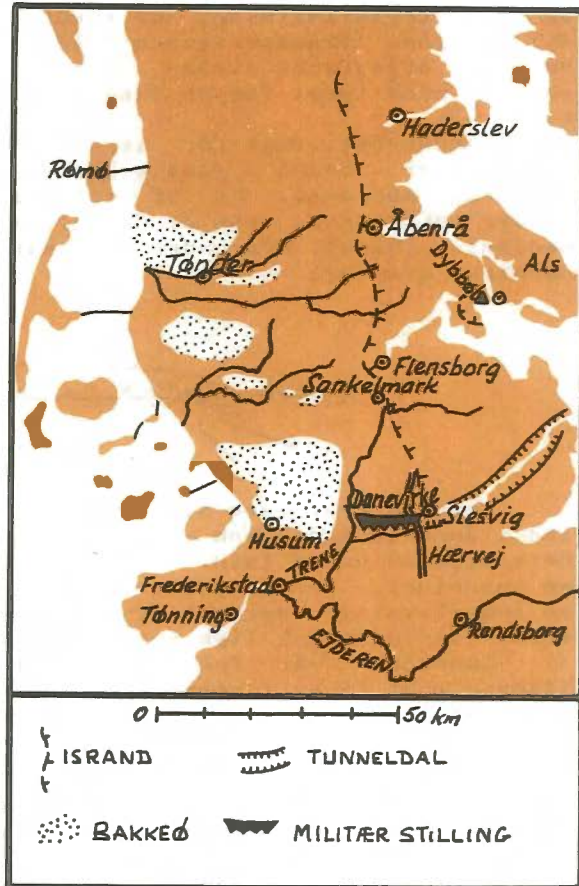 Haderslev
Rømø
Åbenrå
Tønder
Dybbøl
Als
Flensborg
Sankelmark
Danevirke
Slesvig
Husum
Hærvej
TRENE
Frederikstad
Tønning
EJDEREN
Rendsborg
0 50 km
ISRAND
TUNNELDAL
BAKKEØ
MILITÆR STILLING